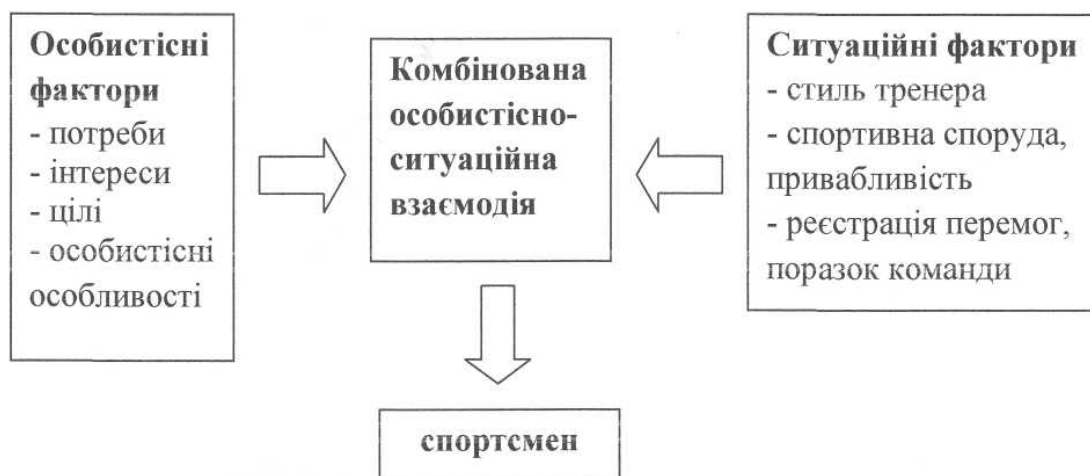 Особистісні
фактори
- потреби
- інтереси
- цілі
- особистісні
особливості
Комбінована
особистісно-
ситуаційна
взаємодія
Ситуаційні фактори
- стиль тренера
- спортивна споруда,
привабливість
- реєстрація перемог,
поразок команди
спортсмен